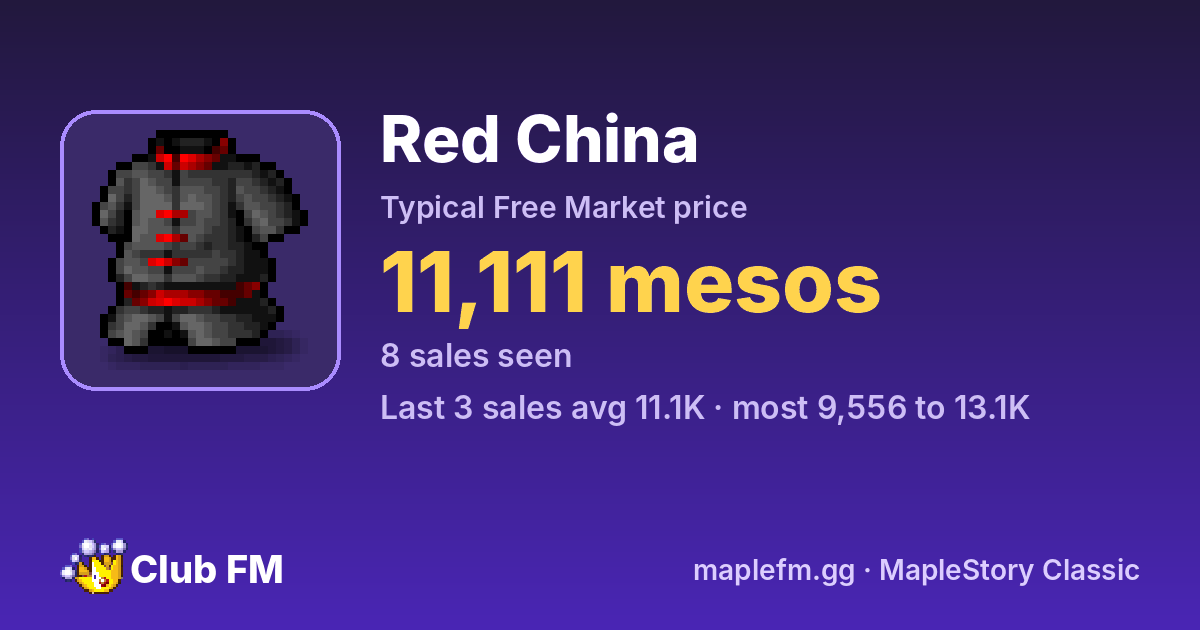 Red China
Typical Free Market price
11,111 mesos
8 sales seen
Last 3 sales avg 11.1K · most 9,556 to 13.1K
Club FM
maplefm.gg · MapleStory Classic